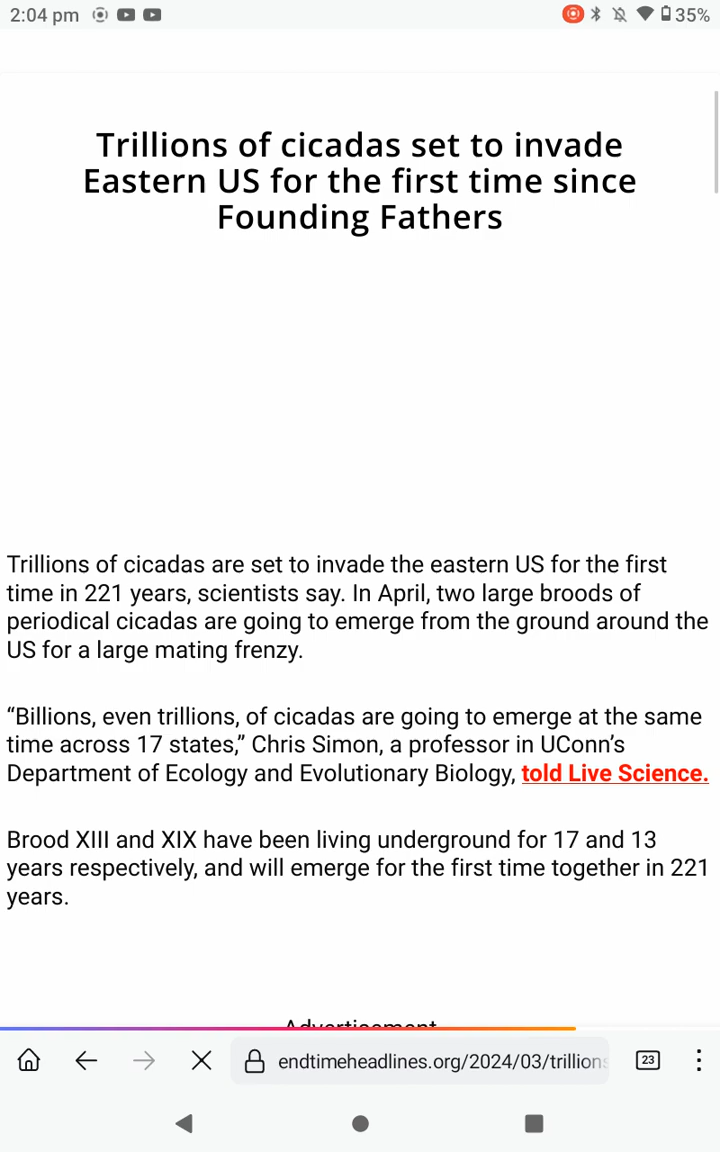 2:04 pm
35%
Trillions of cicadas set to invade
Eastern US for the first time since
Founding Fathers
Trillions of cicadas are set to invade the eastern US for the first
time in 221 years, scientists say. In April, two large broods of
periodical cicadas are going to emerge from the ground around the
US for a large mating frenzy.
“Billions, even trillions, of cicadas are going to emerge at the same
time across 17 states,” Chris Simon, a professor in UConn’s
Department of Ecology and Evolutionary Biology, told Live Science.
Brood XIII and XIX have been living underground for 17 and 13
years respectively, and will emerge for the first time together in 221
years.
Advertisement
endtimeheadlines.org/2024/03/trillions
23